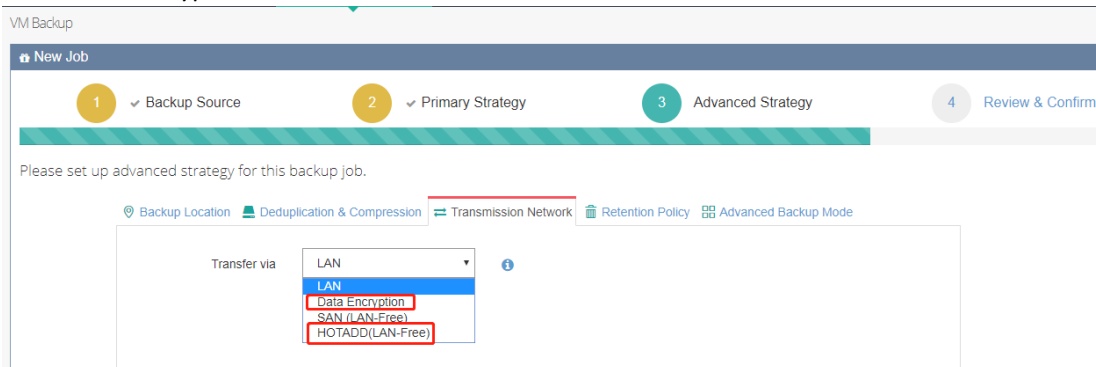 VM Backup
New Job
1 Backup Source 2 Primary Strategy 3 Advanced Strategy 4 Review & Confirm
Please set up advanced strategy for this backup job.
Backup Location Deduplication & Compression Transmission Network Retention Policy Advanced Backup Mode
Transfer via LAN
LAN
Data Encryption
SAN (LAN-Free)
HOTADD(LAN-Free)